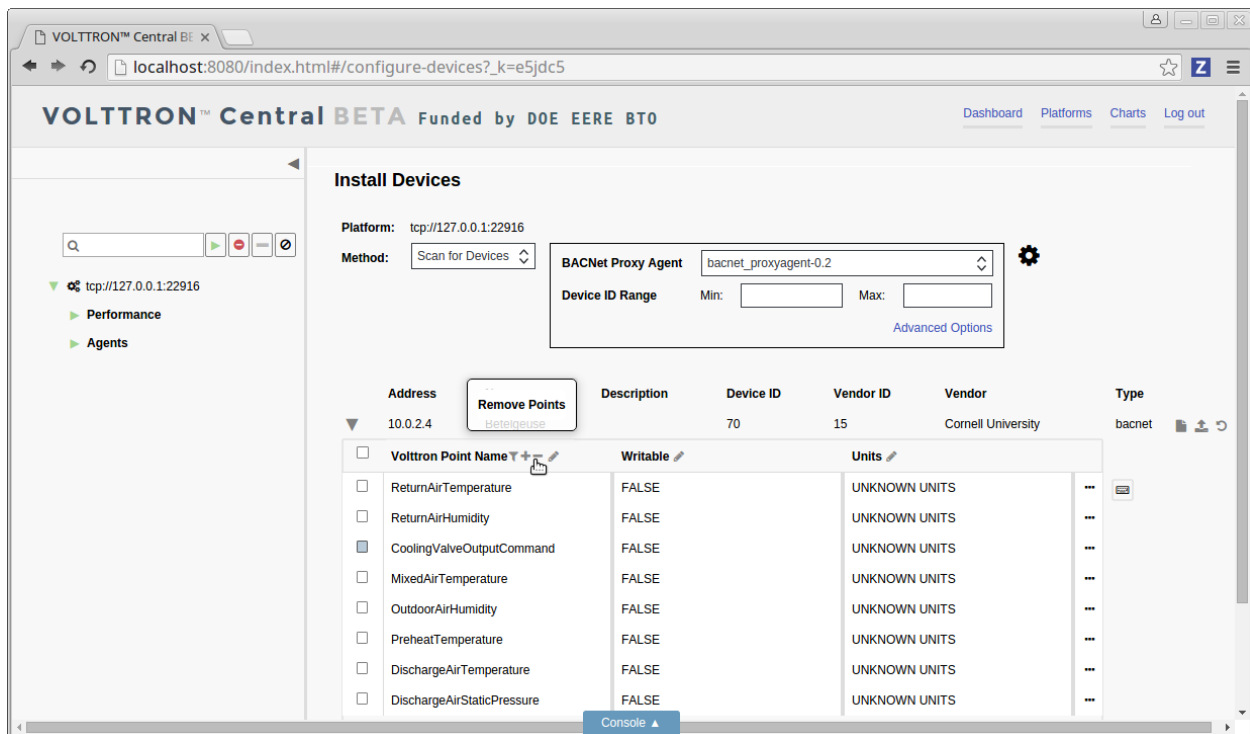 VOLTTRON™ Central BE
localhost:8080/index.html#/configure-devices?_k=e5jdc5
Z
VOLTTRON™ Central BETA Funded by DOE EERE BTO
Dashboard Platforms Charts Log out
Install Devices
Platform: tcp://127.0.0.1:22916
Method: Scan for Devices
BACNet Proxy Agent bacnet_proxyagent-0.2
Device ID Range Min: Max:
Advanced Options
tcp://127.0.0.1:22916
Performance
Agents
Address Description Device ID Vendor ID Vendor Type
Remove Points
10.0.2.4 Betelgeuse 70 15 Cornell University bacnet
Volttron Point Name Writable Units
ReturnAirTemperature FALSE UNKNOWN UNITS
ReturnAirHumidity FALSE UNKNOWN UNITS
CoolingValveOutputCommand FALSE UNKNOWN UNITS
MixedAirTemperature FALSE UNKNOWN UNITS
OutdoorAirHumidity FALSE UNKNOWN UNITS
PreheatTemperature FALSE UNKNOWN UNITS
DischargeAirTemperature FALSE UNKNOWN UNITS
DischargeAirStaticPressure FALSE UNKNOWN UNITS
Console ▲